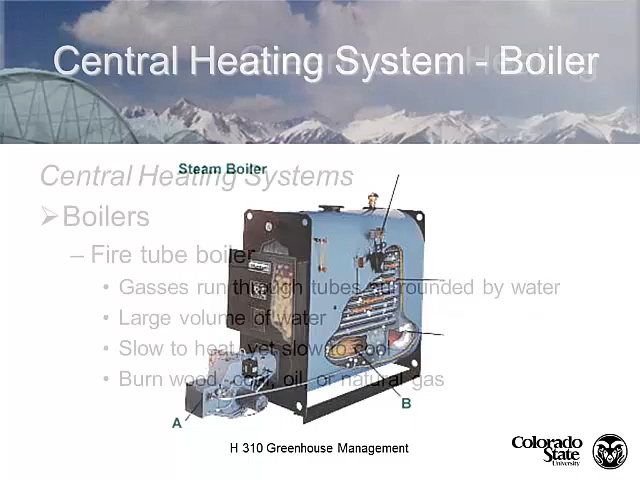 Central Heating System - Boiler
Central Heating Systems
Steam Boiler
➢Boilers
– Fire tube boiler
• Gasses run through tubes surrounded by water
• Large volume of water
• Slow to heat, yet slow to cool
• Burn wood, coal, oil, or natural gas
A
B
H 310 Greenhouse Management
Colorado
State
University